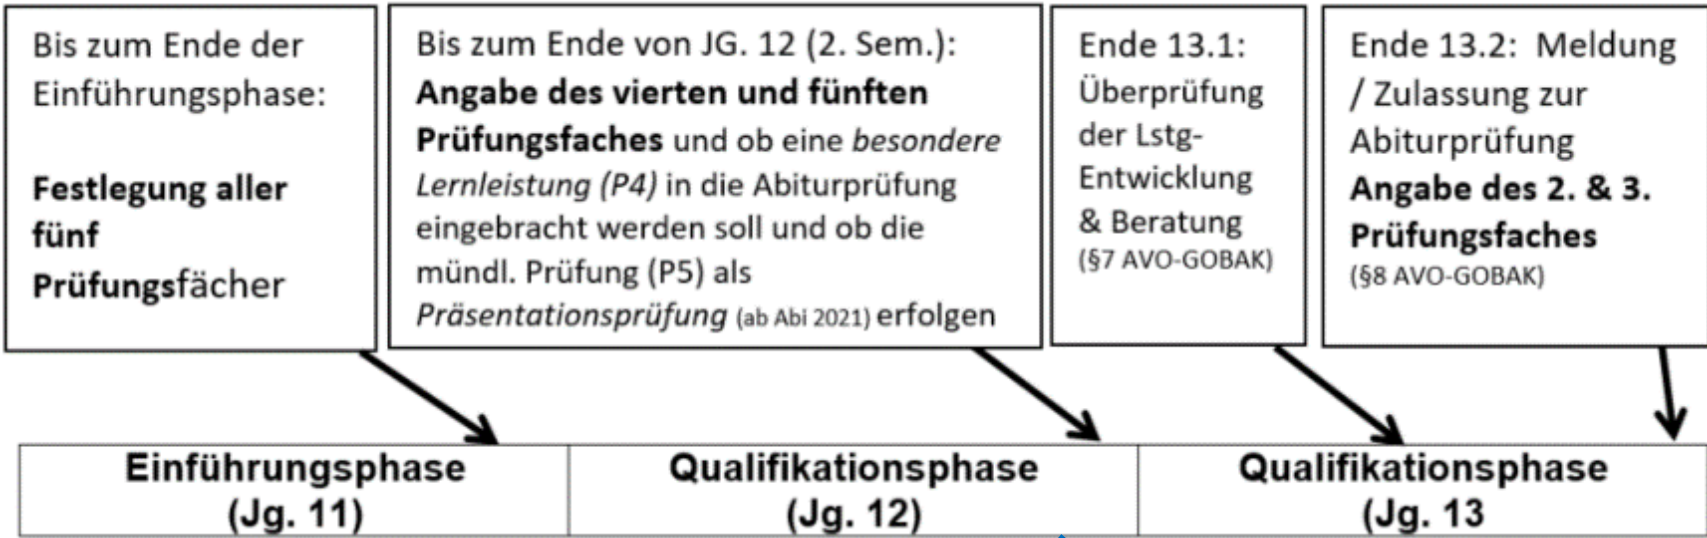 Bis zum Ende der
Einführungsphase:
Festlegung aller
fünf
Prüfungsfächer
Bis zum Ende von JG. 12 (2. Sem.):
Angabe des vierten und fünften
Prüfungsfaches und ob eine besondere
Lernleistung (P4) in die Abiturprüfung
eingebracht werden soll und ob die
mündl. Prüfung (P5) als
Präsentationsprüfung (ab Abi 2021) erfolgen
Ende 13.1:
Überprüfung
der Lstg-
Entwicklung
& Beratung
(§7 AVO-GOBAK)
Ende 13.2: Meldung
/ Zulassung zur
Abiturprüfung
Angabe des 2. & 3.
Prüfungsfaches
(§8 AVO-GOBAK)
Einführungsphase
(Jg. 11)
Qualifikationsphase
(Jg. 12)
Qualifikationsphase
(Jg. 13